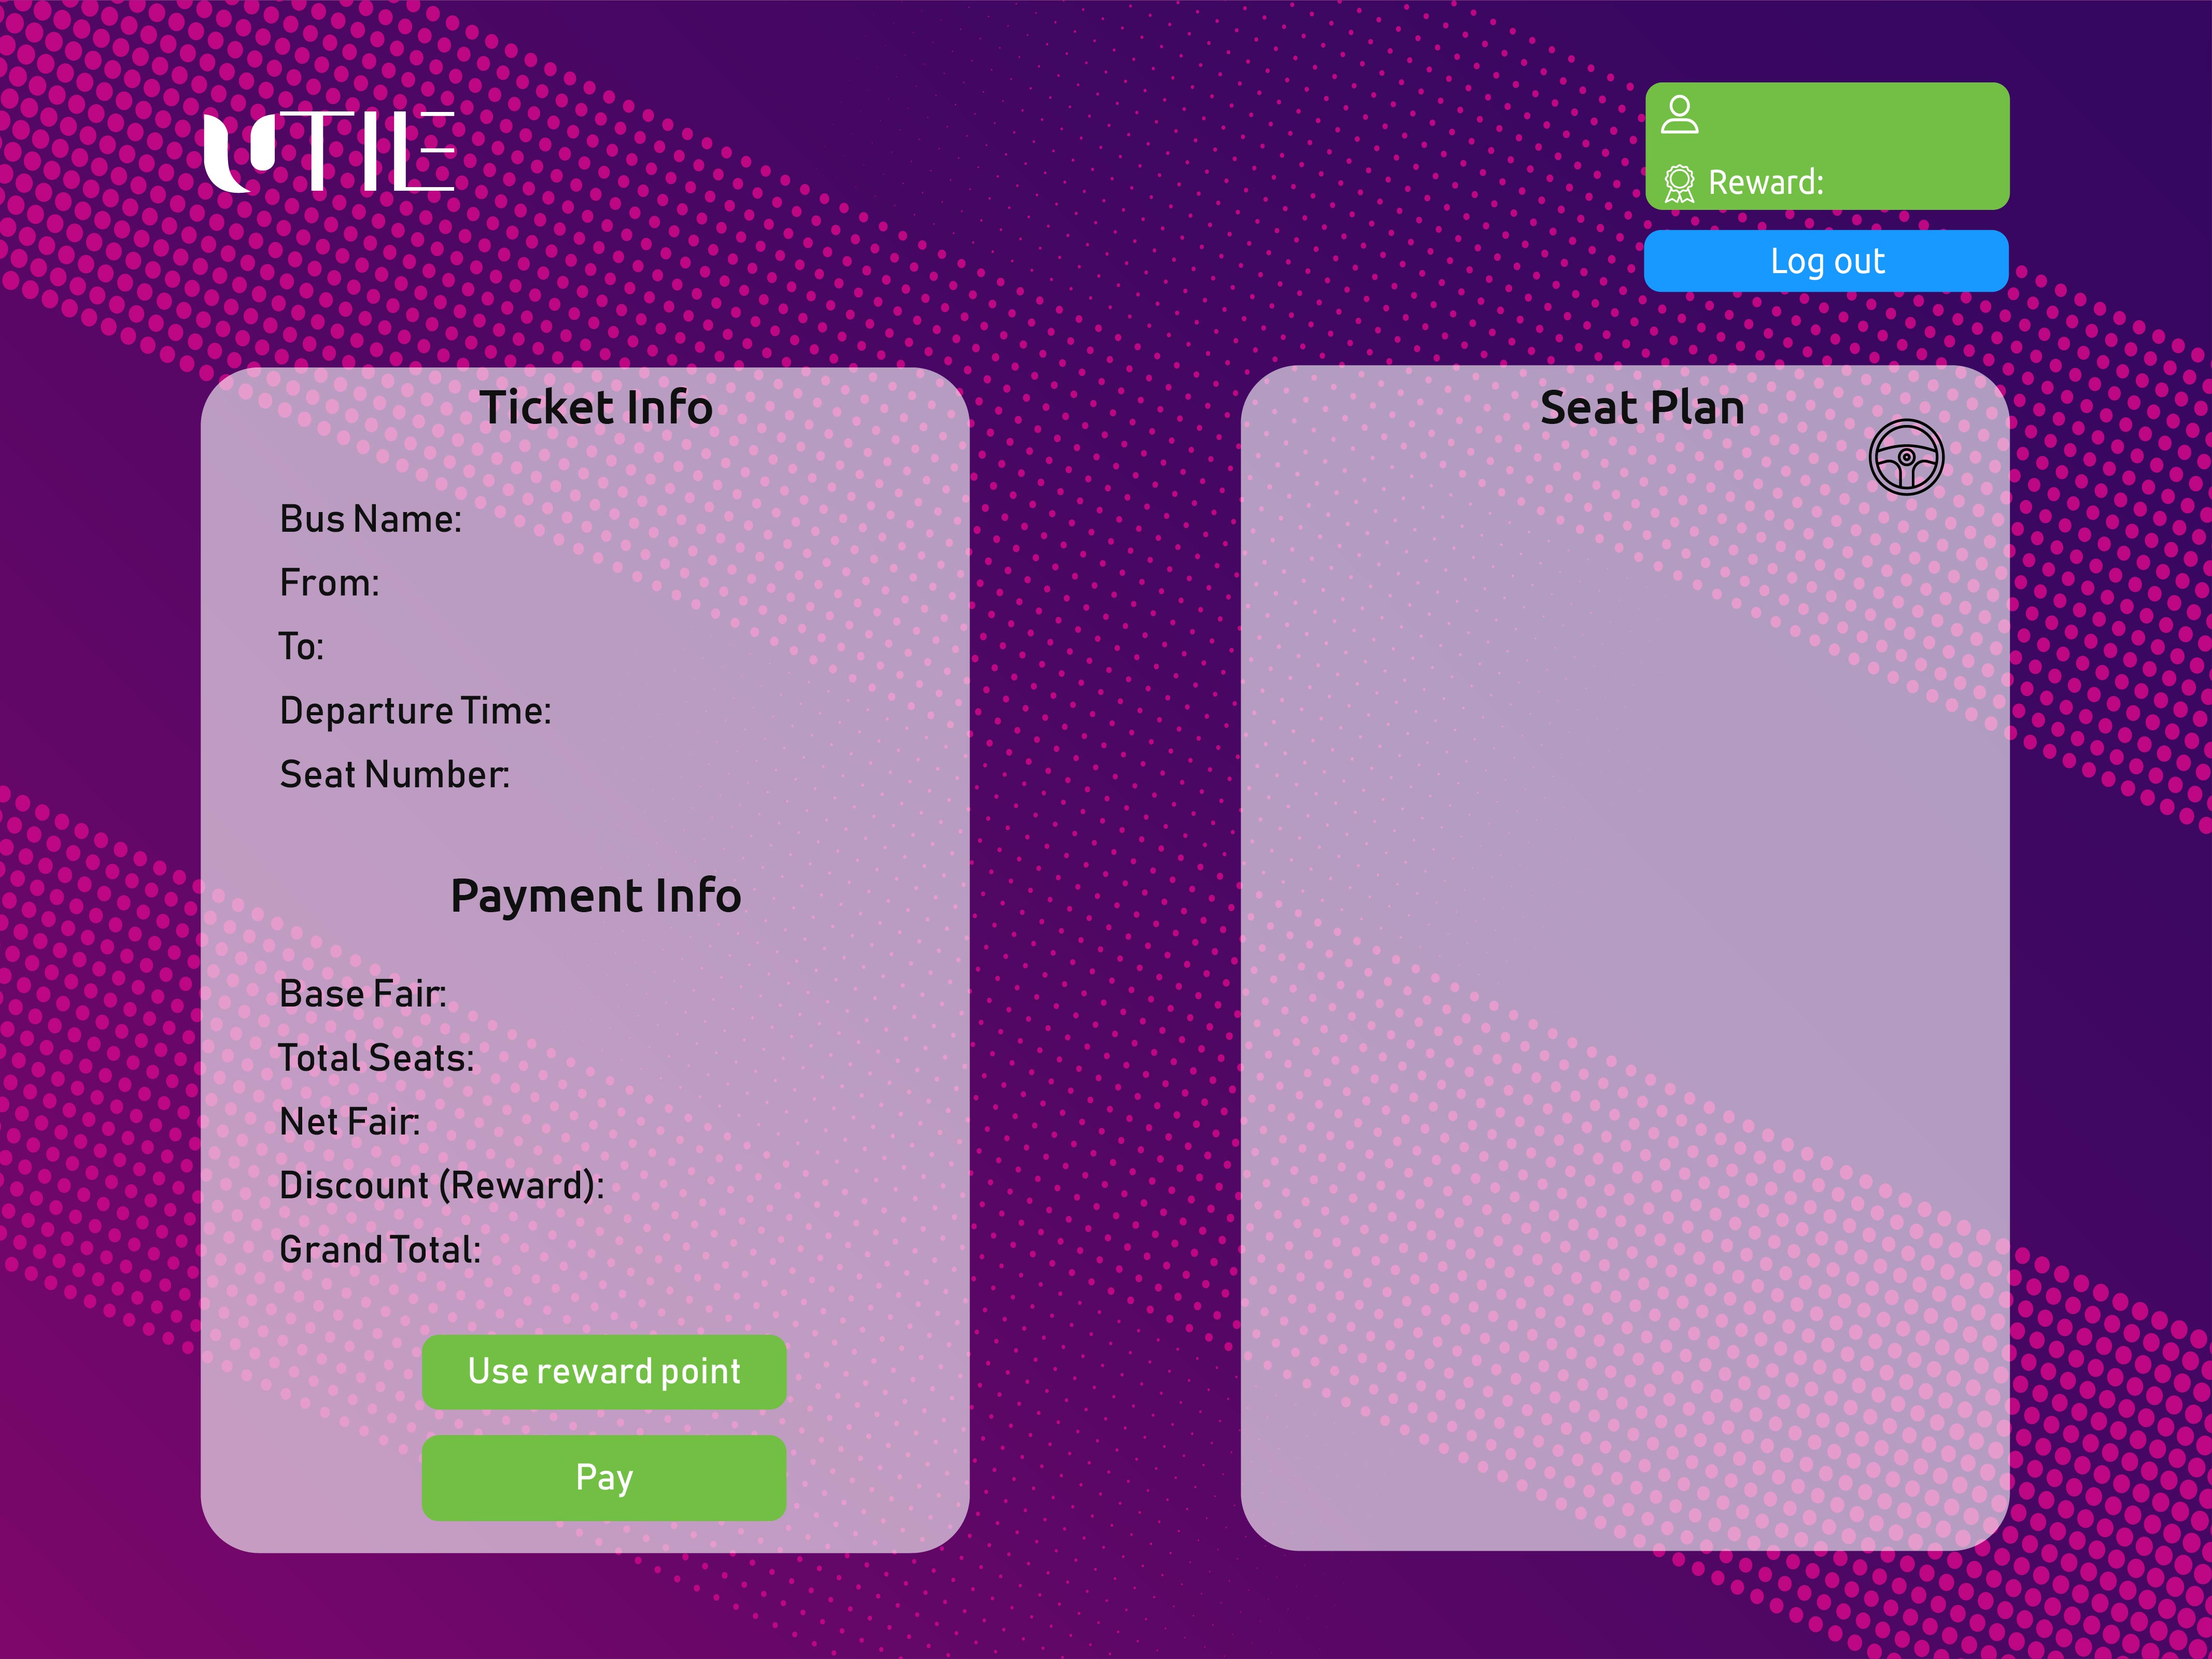 UTILE
Reward:
Log out
Ticket Info
Bus Name:
From:
To:
Departure Time:
Seat Number:
Payment Info
Base Fair:
Total Seats:
Net Fair:
Discount (Reward):
Grand Total:
Use reward point
Pay
Seat Plan